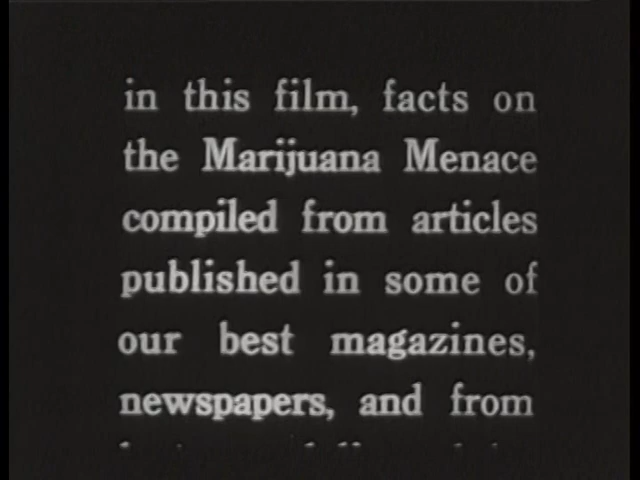 in this film, facts on
the Marijuana Menace
compiled from articles
published in some of
our best magazines,
newspapers, and from